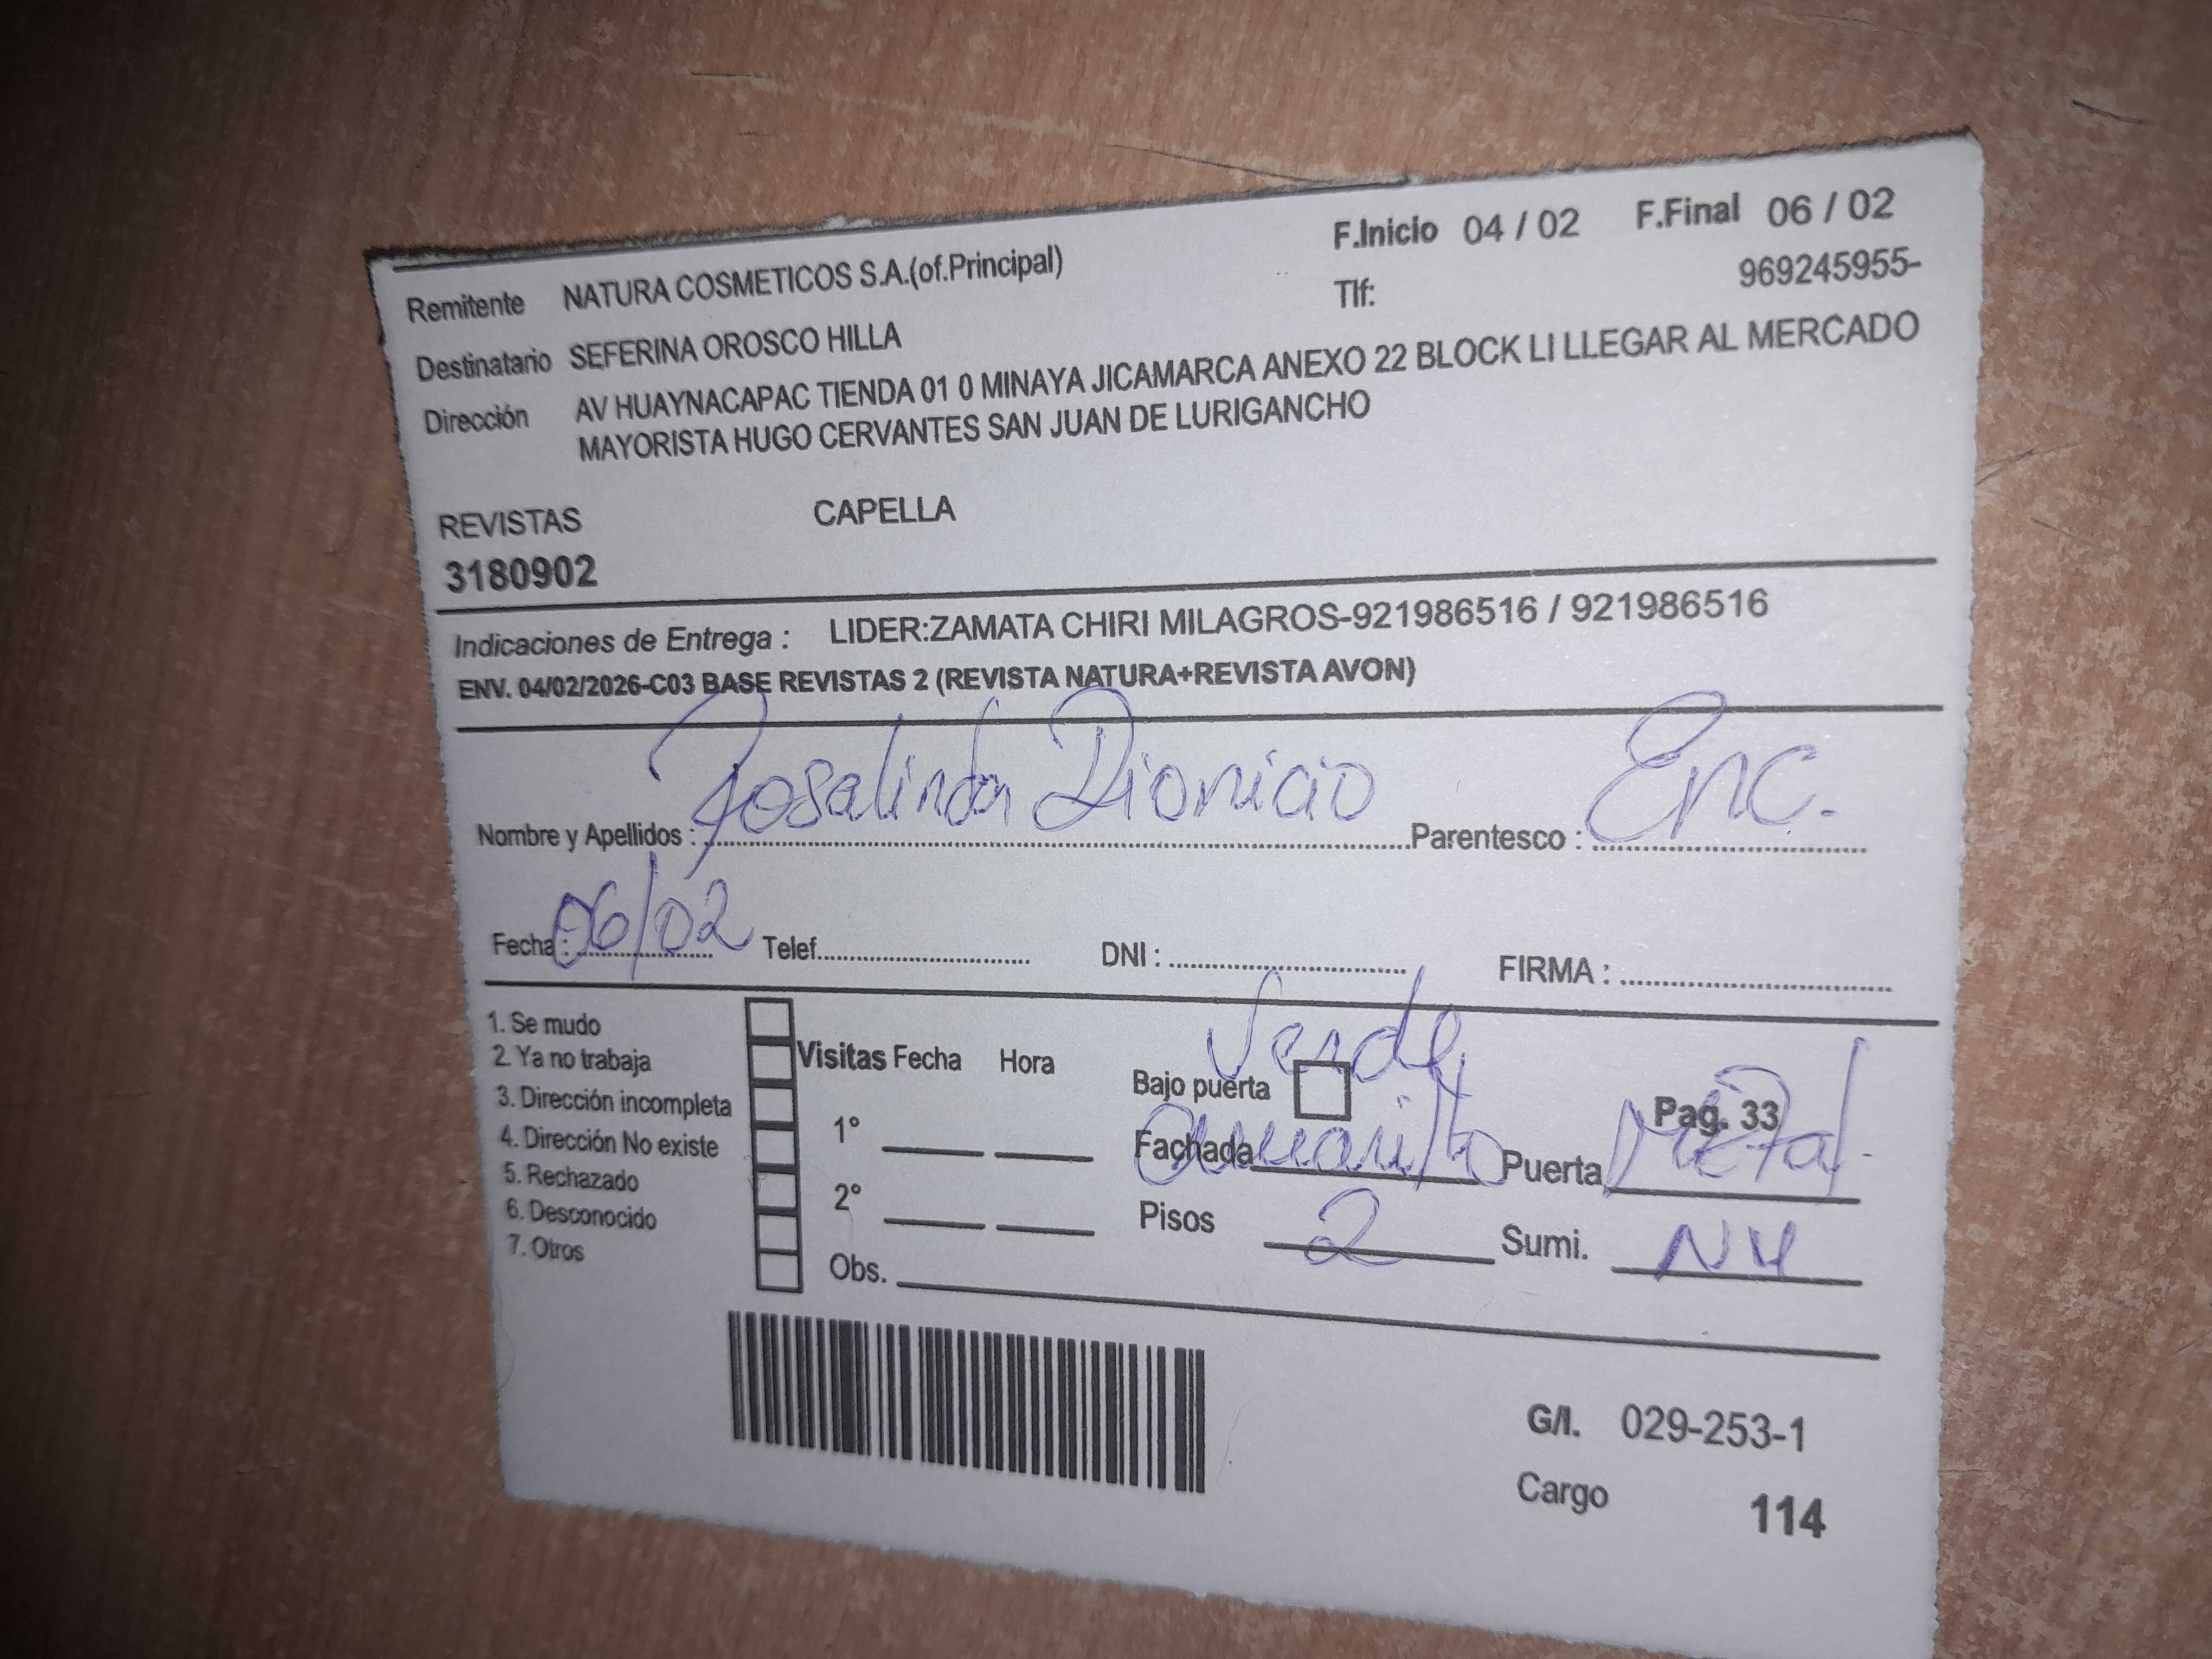 F.Inicio 04 / 02 F.Final 06 / 02
Remitente NATURA COSMETICOS S.A.(of.Principal) Tlf: 969245955-
Destinatario SEFERINA OROSCO HILLA
Dirección AV HUAYNACAPAC TIENDA 01 0 MINAYA JICAMARCA ANEXO 22 BLOCK LI LLEGAR AL MERCADO
MAYORISTA HUGO CERVANTES SAN JUAN DE LURIGANCHO
REVISTAS CAPELLA
3180902
Indicaciones de Entrega : LIDER:ZAMATA CHIRI MILAGROS-921986516 / 921986516
ENV. 04/02/2026-C03 BASE REVISTAS 2 (REVISTA NATURA+REVISTA AVON)
Nombre y Apellidos : Rosalinda Dionicio Parentesco : Enc.
Fecha : 06/02 Telef. DNI : FIRMA :
1. Se mudo
2. Ya no trabaja
3. Dirección incompleta
4. Dirección No existe
5. Rechazado
6. Desconocido
7. Otros
Visitas Fecha Hora
1°
2°
Obs.
Verde
Bajo puerta Pag. 33
Fachada amarillo Puerta Metal.
Pisos 2 Sumi. N4
G/I. 029-253-1
Cargo 114